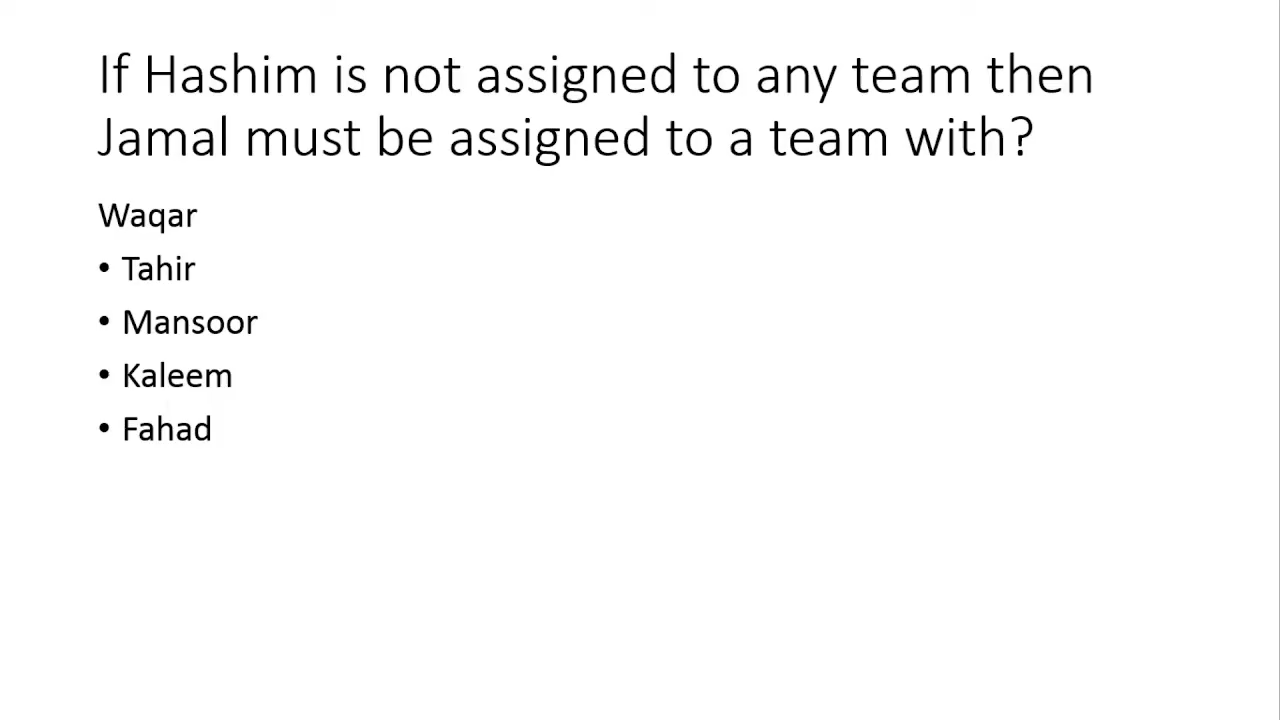 If Hashim is not assigned to any team then
Jamal must be assigned to a team with?
Waqar
• Tahir
• Mansoor
• Kaleem
• Fahad